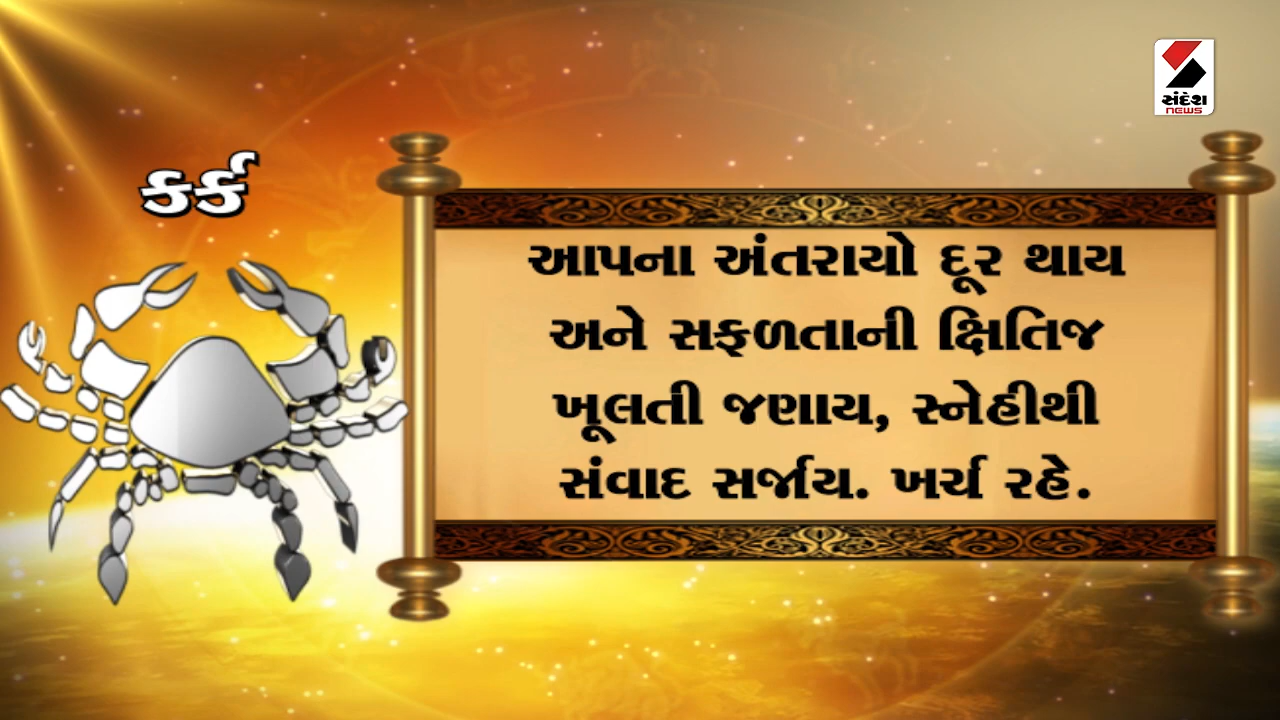 સંદેશ
NEWS
કર્ક
આપના અંતરાયો દૂર થાય
અને સફળતાની ક્ષિતિજ
ખૂલતી જણાય, સ્નેહીથી
સંવાદ સર્જાય. ખર્ચ રહે.